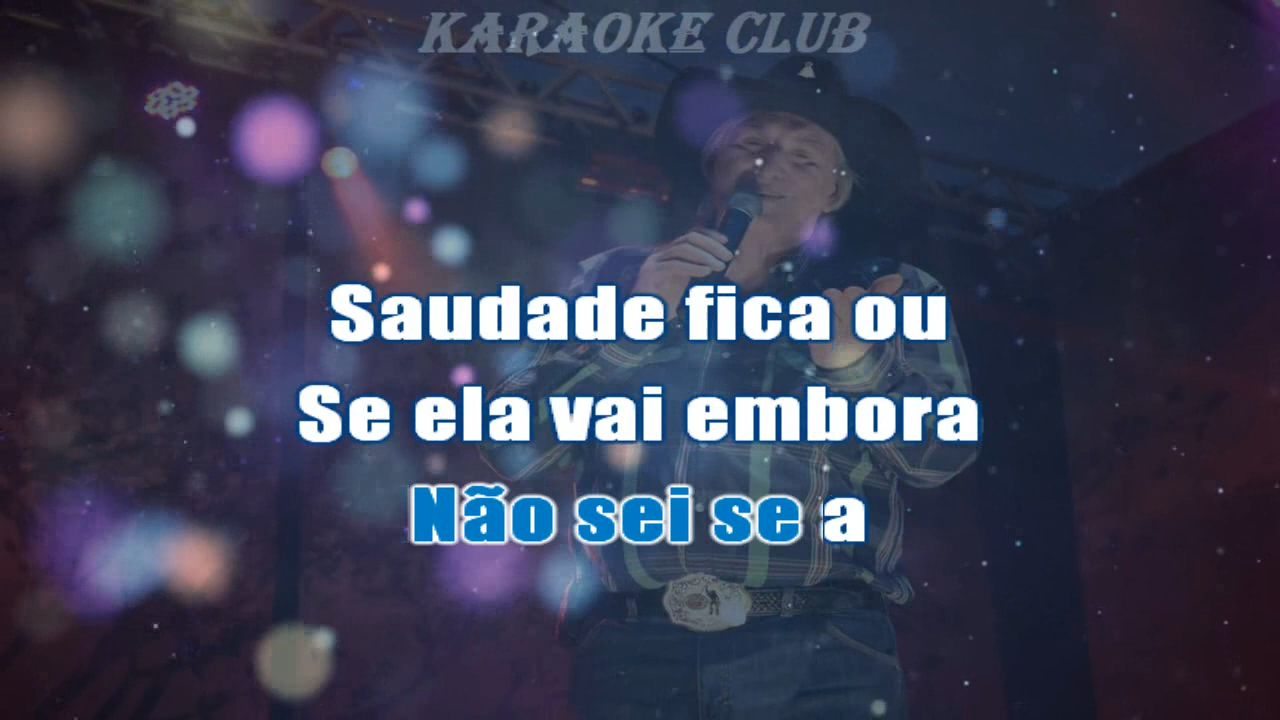 KARAOKE CLUB
Saudade fica ou
Se ela vai embora
Não sei se a